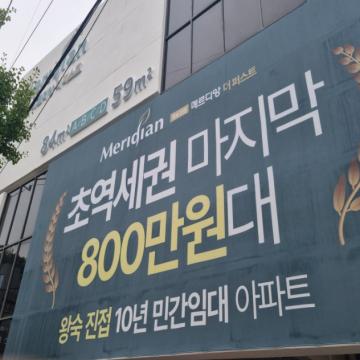 84m² A/B/C/D 59m²
Meridian
메르디앙 더 퍼스트
초역세권 마지막
800만원대
왕숙 진접 10년 민간임대 아파트